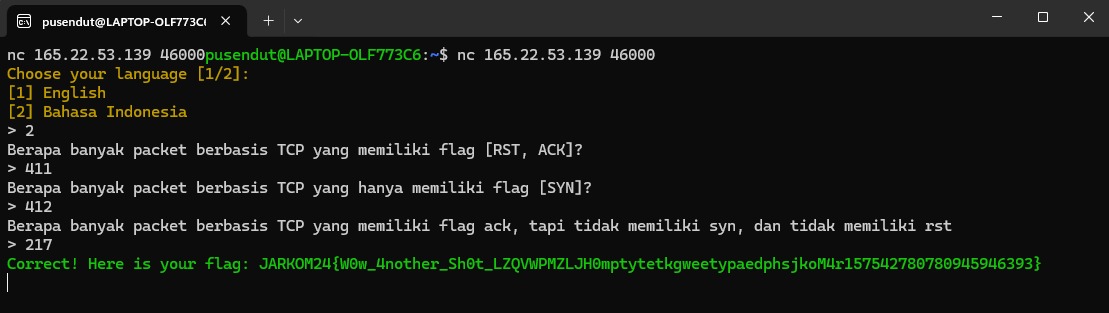 pusendut@LAPTOP-OLF773C6
nc 165.22.53.139 46000pusendut@LAPTOP-OLF773C6:~$ nc 165.22.53.139 46000
Choose your language [1/2]:
[1] English
[2] Bahasa Indonesia
> 2
Berapa banyak packet berbasis TCP yang memiliki flag [RST, ACK]?
> 411
Berapa banyak packet berbasis TCP yang hanya memiliki flag [SYN]?
> 412
Berapa banyak packet berbasis TCP yang memiliki flag ack, tapi tidak memiliki syn, dan tidak memiliki rst
> 217
Correct! Here is your flag: JARKOM24{W0w_4nother_Sh0t_LZQVWPMZLJH0mptytetkgweetypaedphsjkoM4r157542780780945946393}